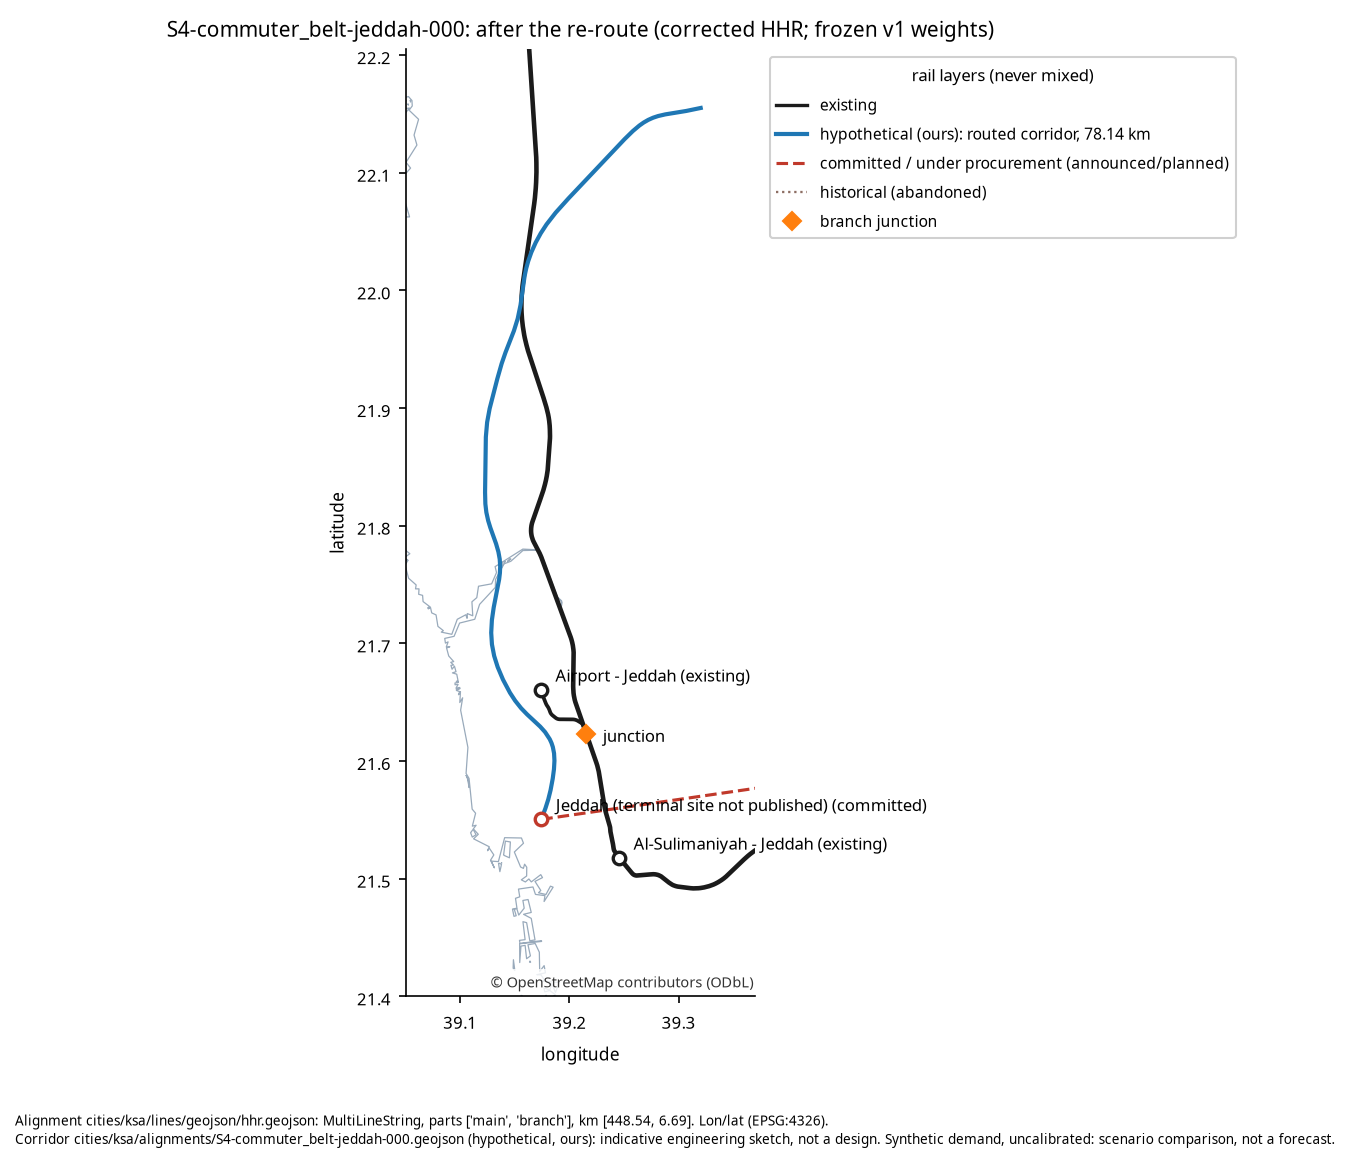 S4-commuter_belt-jeddah-000: after the re-route (corrected HHR; frozen v1 weights)
rail layers (never mixed)
existing
hypothetical (ours): routed corridor, 78.14 km
committed / under procurement (announced/planned)
historical (abandoned)
branch junction
22.2
22.1
22.0
21.9
21.8
21.7
21.6
21.5
21.4
latitude
Airport - Jeddah (existing)
junction
Jeddah (terminal site not published) (committed)
Al-Sulimaniyah - Jeddah (existing)
© OpenStreetMap contributors (ODbL)
39.1
39.2
39.3
longitude
Alignment cities/ksa/lines/geojson/hhr.geojson: MultiLineString, parts ['main', 'branch'], km [448.54, 6.69]. Lon/lat (EPSG:4326).
Corridor cities/ksa/alignments/S4-commuter_belt-jeddah-000.geojson (hypothetical, ours): indicative engineering sketch, not a design. Synthetic demand, uncalibrated: scenario comparison, not a forecast.